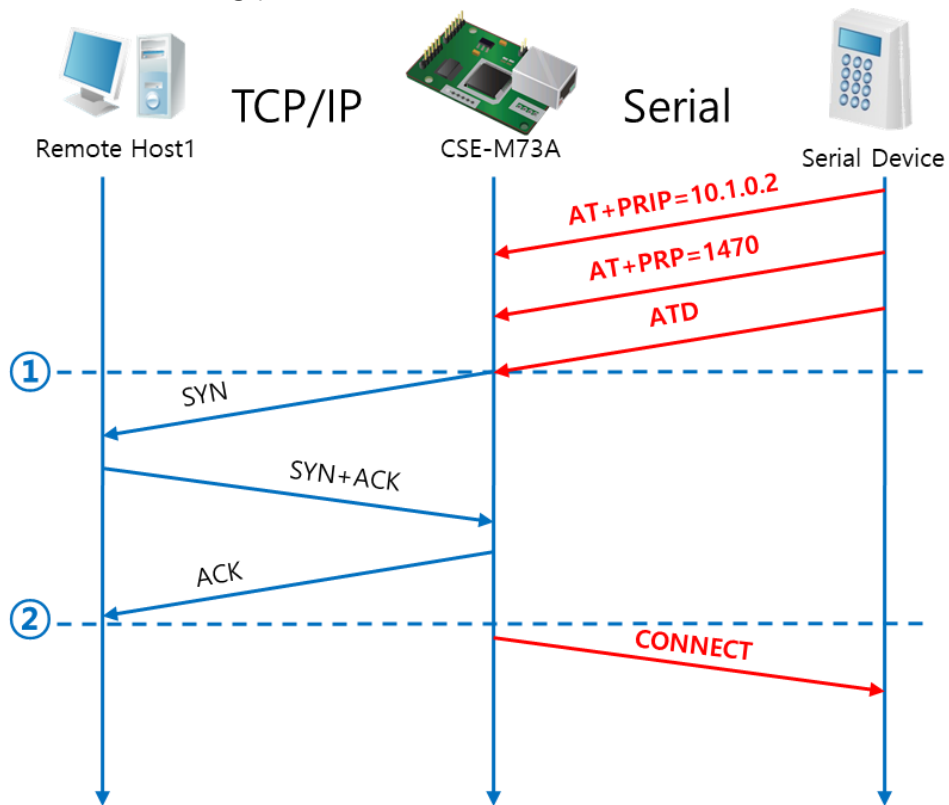 TCP/IP
Serial
Remote Host1
CSE-M73A
Serial Device
AT+PRIP=10.1.0.2
AT+PRP=1470
ATD
①
SYN
SYN+ACK
ACK
②
CONNECT